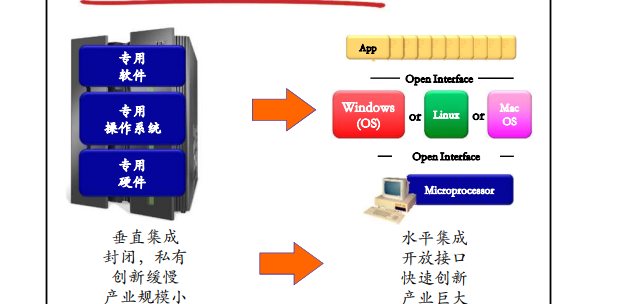 专用
软件
专用
操作系统
专用
硬件
App
Open Interface
Windows
(OS)
or
Linux
or
Mac
OS
Open Interface
Microprocessor
垂直集成
封闭，私有
创新缓慢
产业规模小
水平集成
开放接口
快速创新
产业巨大